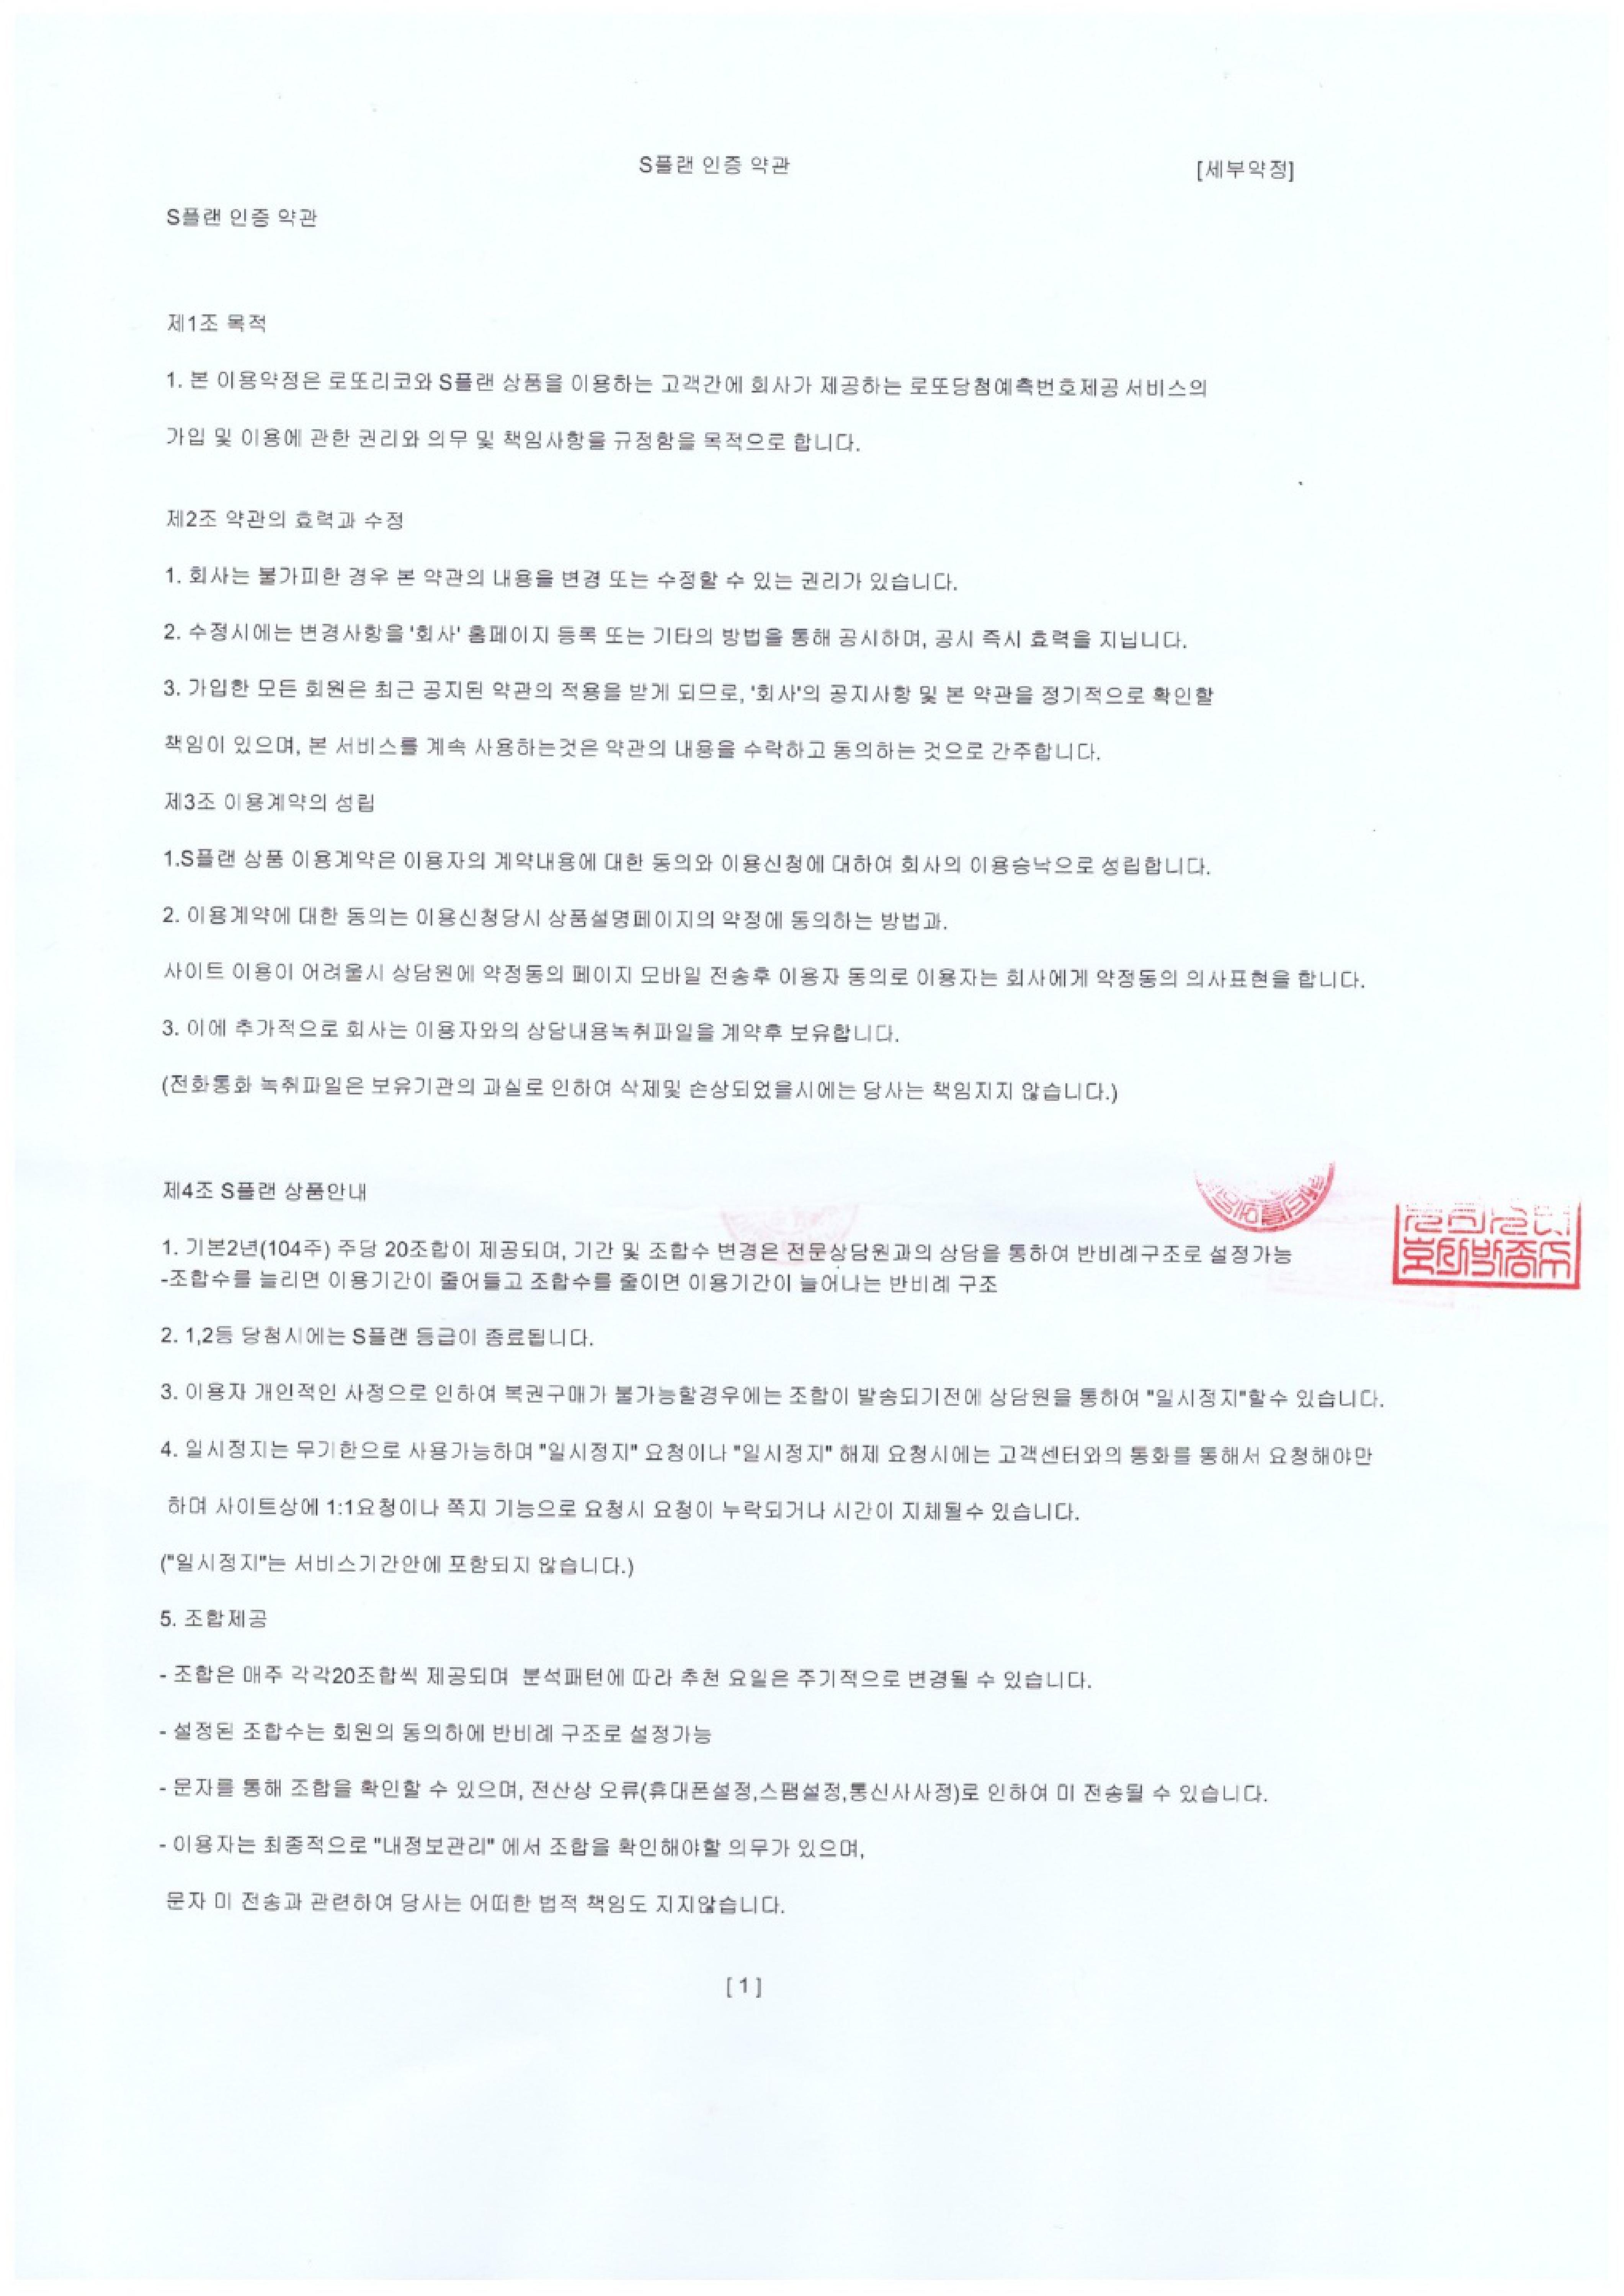 S플랜 인증 약관
[세부약정]
S플랜 인증 약관
제1조 목적
1. 본 이용약정은 로또리코와 S플랜 상품을 이용하는 고객간에 회사가 제공하는 로또당첨예측번호제공 서비스의
가입 및 이용에 관한 권리와 의무 및 책임사항을 규정함을 목적으로 합니다.
제2조 약관의 효력과 수정
1. 회사는 불가피한 경우 본 약관의 내용을 변경 또는 수정할 수 있는 권리가 있습니다.
2. 수정시에는 변경사항을 '회사' 홈페이지 등록 또는 기타의 방법을 통해 공시하며, 공시 즉시 효력을 지닙니다.
3. 가입한 모든 회원은 최근 공지된 약관의 적용을 받게 되므로, '회사'의 공지사항 및 본 약관을 정기적으로 확인할
책임이 있으며, 본 서비스를 계속 사용하는것은 약관의 내용을 수락하고 동의하는 것으로 간주합니다.
제3조 이용계약의 성립
1.S플랜 상품 이용계약은 이용자의 계약내용에 대한 동의와 이용신청에 대하여 회사의 이용승낙으로 성립합니다.
2. 이용계약에 대한 동의는 이용신청당시 상품설명페이지의 약정에 동의하는 방법과.
사이트 이용이 어려울시 상담원에 약정동의 페이지 모바일 전송후 이용자 동의로 이용자는 회사에게 약정동의 의사표현을 합니다.
3. 이에 추가적으로 회사는 이용자와의 상담내용녹취파일을 계약후 보유합니다.
(전화통화 녹취파일은 보유기관의 과실로 인하여 삭제및 손상되었을시에는 당사는 책임지지 않습니다.)
제4조 S플랜 상품안내
1. 기본2년(104주) 주당 20조합이 제공되며, 기간 및 조합수 변경은 전문상담원과의 상담을 통하여 반비례구조로 설정가능
-조합수를 늘리면 이용기간이 줄어들고 조합수를 줄이면 이용기간이 늘어나는 반비례 구조
2. 1,2등 당첨시에는 S플랜 등급이 종료됩니다.
3. 이용자 개인적인 사정으로 인하여 복권구매가 불가능할경우에는 조합이 발송되기전에 상담원을 통하여 "일시정지"할수 있습니다.
4. 일시정지는 무기한으로 사용가능하며 "일시정지" 요청이나 "일시정지" 해제 요청시에는 고객센터와의 통화를 통해서 요청해야만
하며 사이트상에 1:1요청이나 쪽지 기능으로 요청시 요청이 누락되거나 시간이 지체될수 있습니다.
("일시정지"는 서비스기간안에 포함되지 않습니다.)
5. 조합제공
- 조합은 매주 각각20조합씩 제공되며 분석패턴에 따라 추천 요일은 주기적으로 변경될 수 있습니다.
- 설정된 조합수는 회원의 동의하에 반비례 구조로 설정가능
- 문자를 통해 조합을 확인할 수 있으며, 전산상 오류(휴대폰설정,스팸설정,통신사사정)로 인하여 미 전송될 수 있습니다.
- 이용자는 최종적으로 "내정보관리" 에서 조합을 확인해야할 의무가 있으며,
문자 미 전송과 관련하여 당사는 어떠한 법적 책임도 지지않습니다.
[ 1 ]